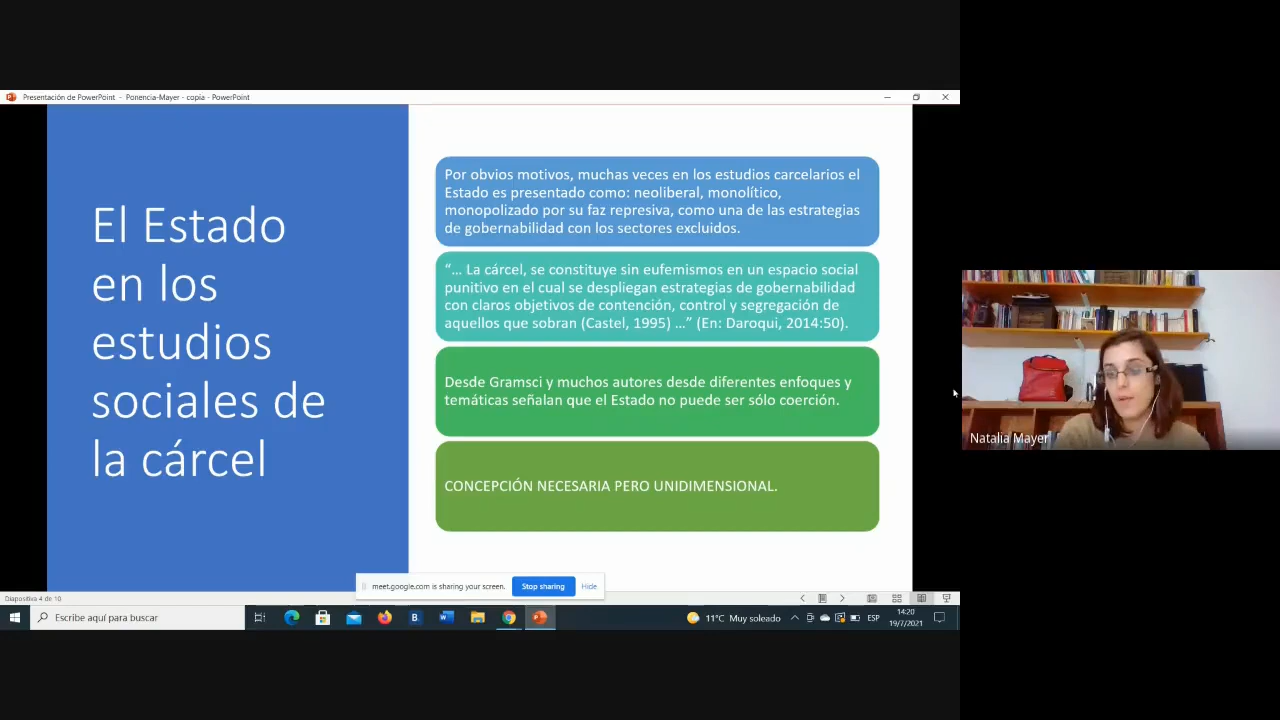 Presentación de PowerPoint - Ponencia-Mayer - copia - PowerPoint
El Estado
en los
estudios
sociales de
la cárcel
Por obvios motivos, muchas veces en los estudios carcelarios el
Estado es presentado como: neoliberal, monolítico,
monopolizado por su faz represiva, como una de las estrategias
de gobernabilidad con los sectores excluidos.
“... La cárcel, se constituye sin eufemismos en un espacio social
punitivo en el cual se despliegan estrategias de gobernabilidad
con claros objetivos de contención, control y segregación de
aquellos que sobran (Castel, 1995) ...” (En: Daroqui, 2014:50).
Desde Gramsci y muchos autores desde diferentes enfoques y
temáticas señalan que el Estado no puede ser sólo coerción.
CONCEPCIÓN NECESARIA PERO UNIDIMENSIONAL.
Natalia Mayer
meet.google.com is sharing your screen.
Stop sharing
Hide
Diapositiva 4 de 10
Escribe aquí para buscar
11°C Muy soleado
ESP
14:20
19/7/2021